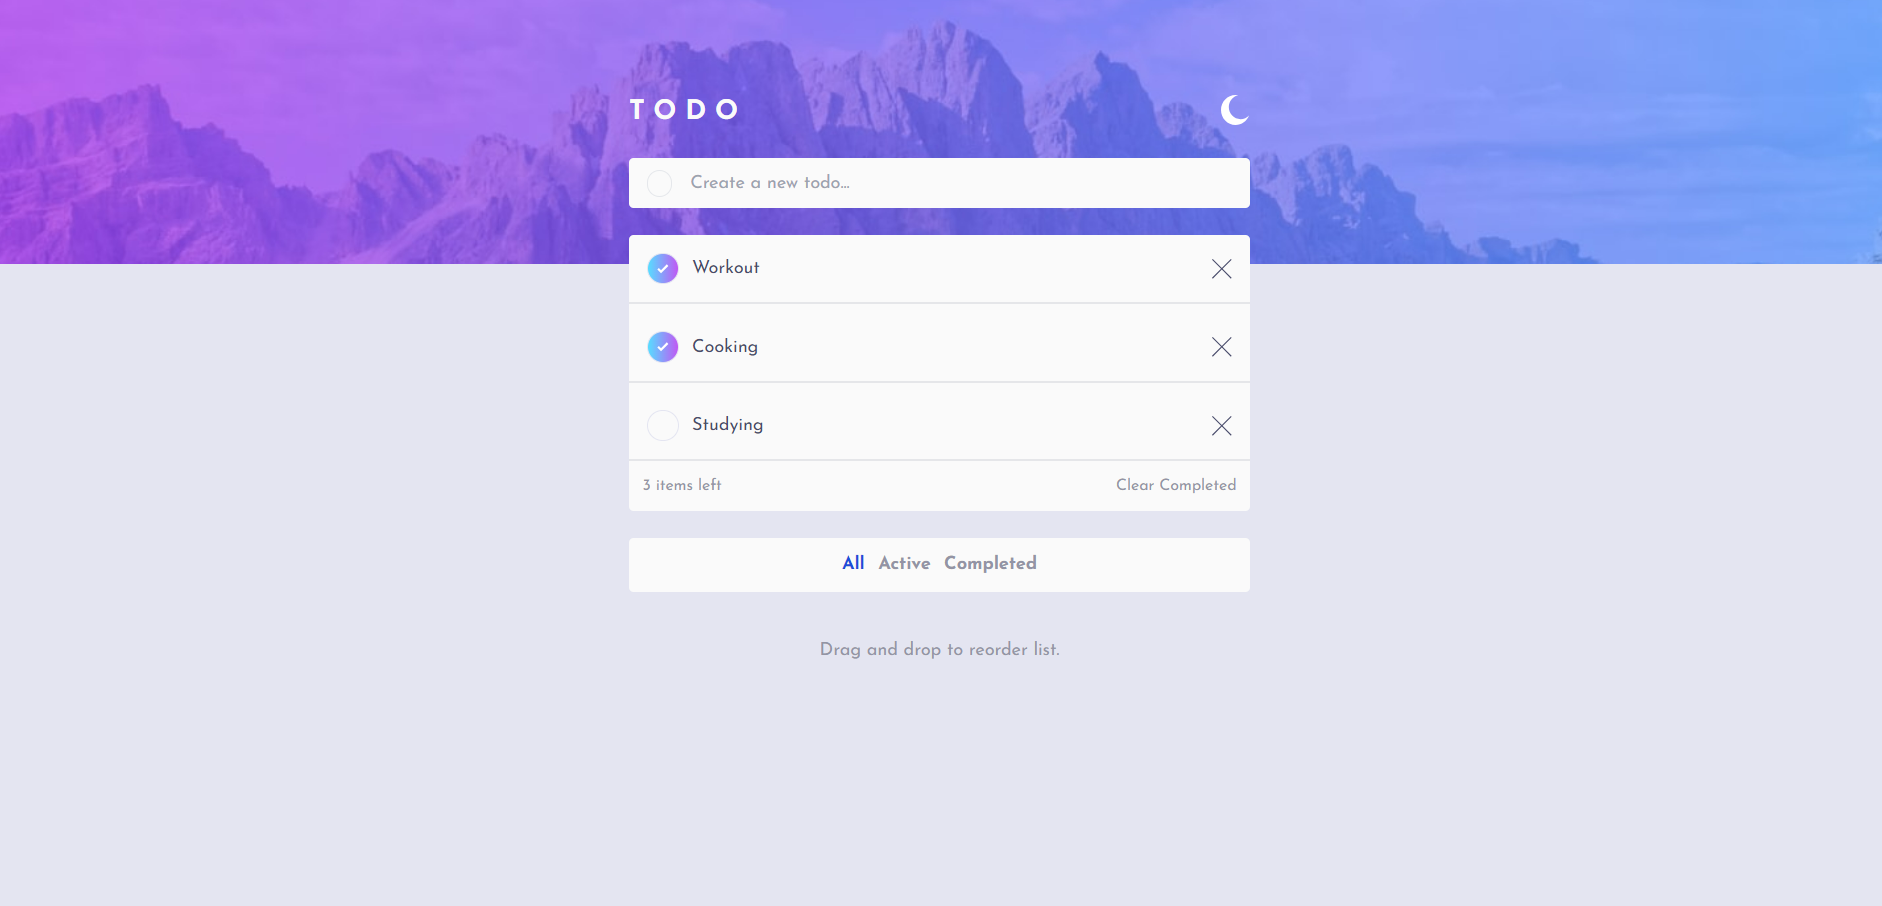 TODO
Create a new todo...
Workout
Cooking
Studying
3 items left Clear Completed
All Active Completed
Drag and drop to reorder list.